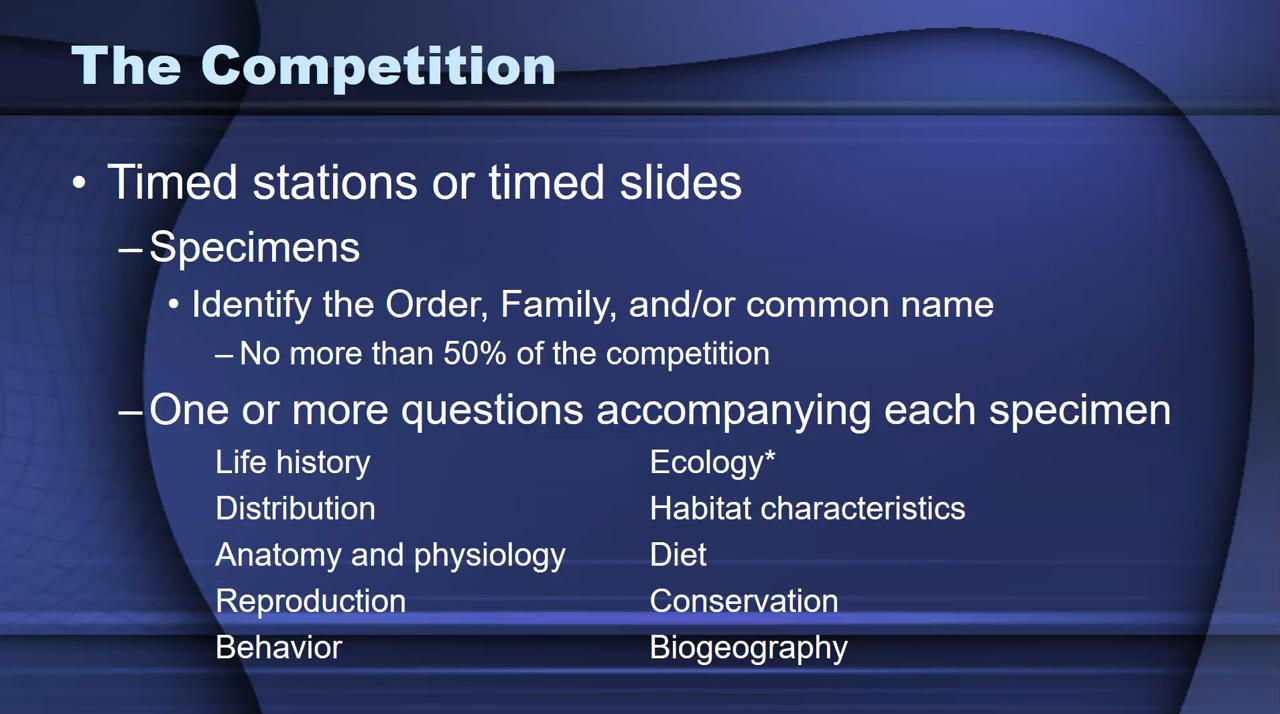 The Competition
• Timed stations or timed slides
– Specimens
• Identify the Order, Family, and/or common name
– No more than 50% of the competition
– One or more questions accompanying each specimen
Life history Ecology*
Distribution Habitat characteristics
Anatomy and physiology Diet
Reproduction Conservation
Behavior Biogeography